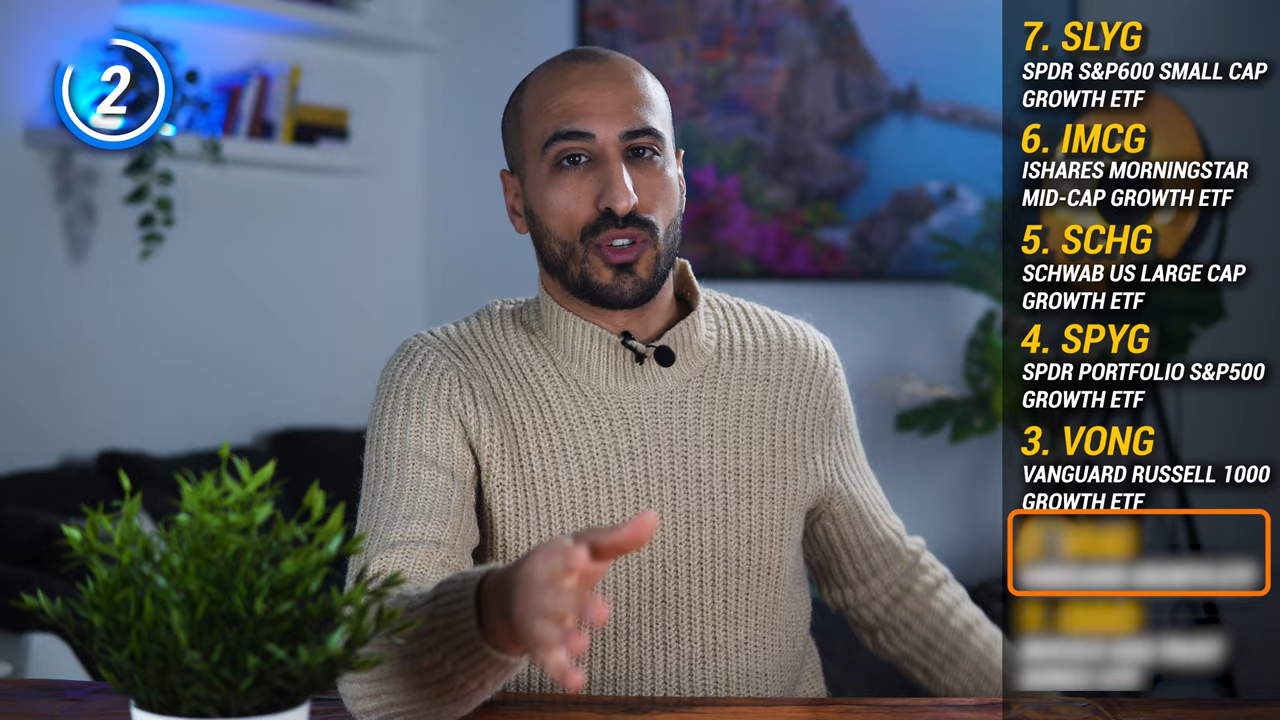 2
7. SLYG
SPDR S&P600 SMALL CAP
GROWTH ETF
6. IMCG
ISHARES MORNINGSTAR
MID-CAP GROWTH ETF
5. SCHG
SCHWAB US LARGE CAP
GROWTH ETF
4. SPYG
SPDR PORTFOLIO S&P500
GROWTH ETF
3. VONG
VANGUARD RUSSELL 1000
GROWTH ETF